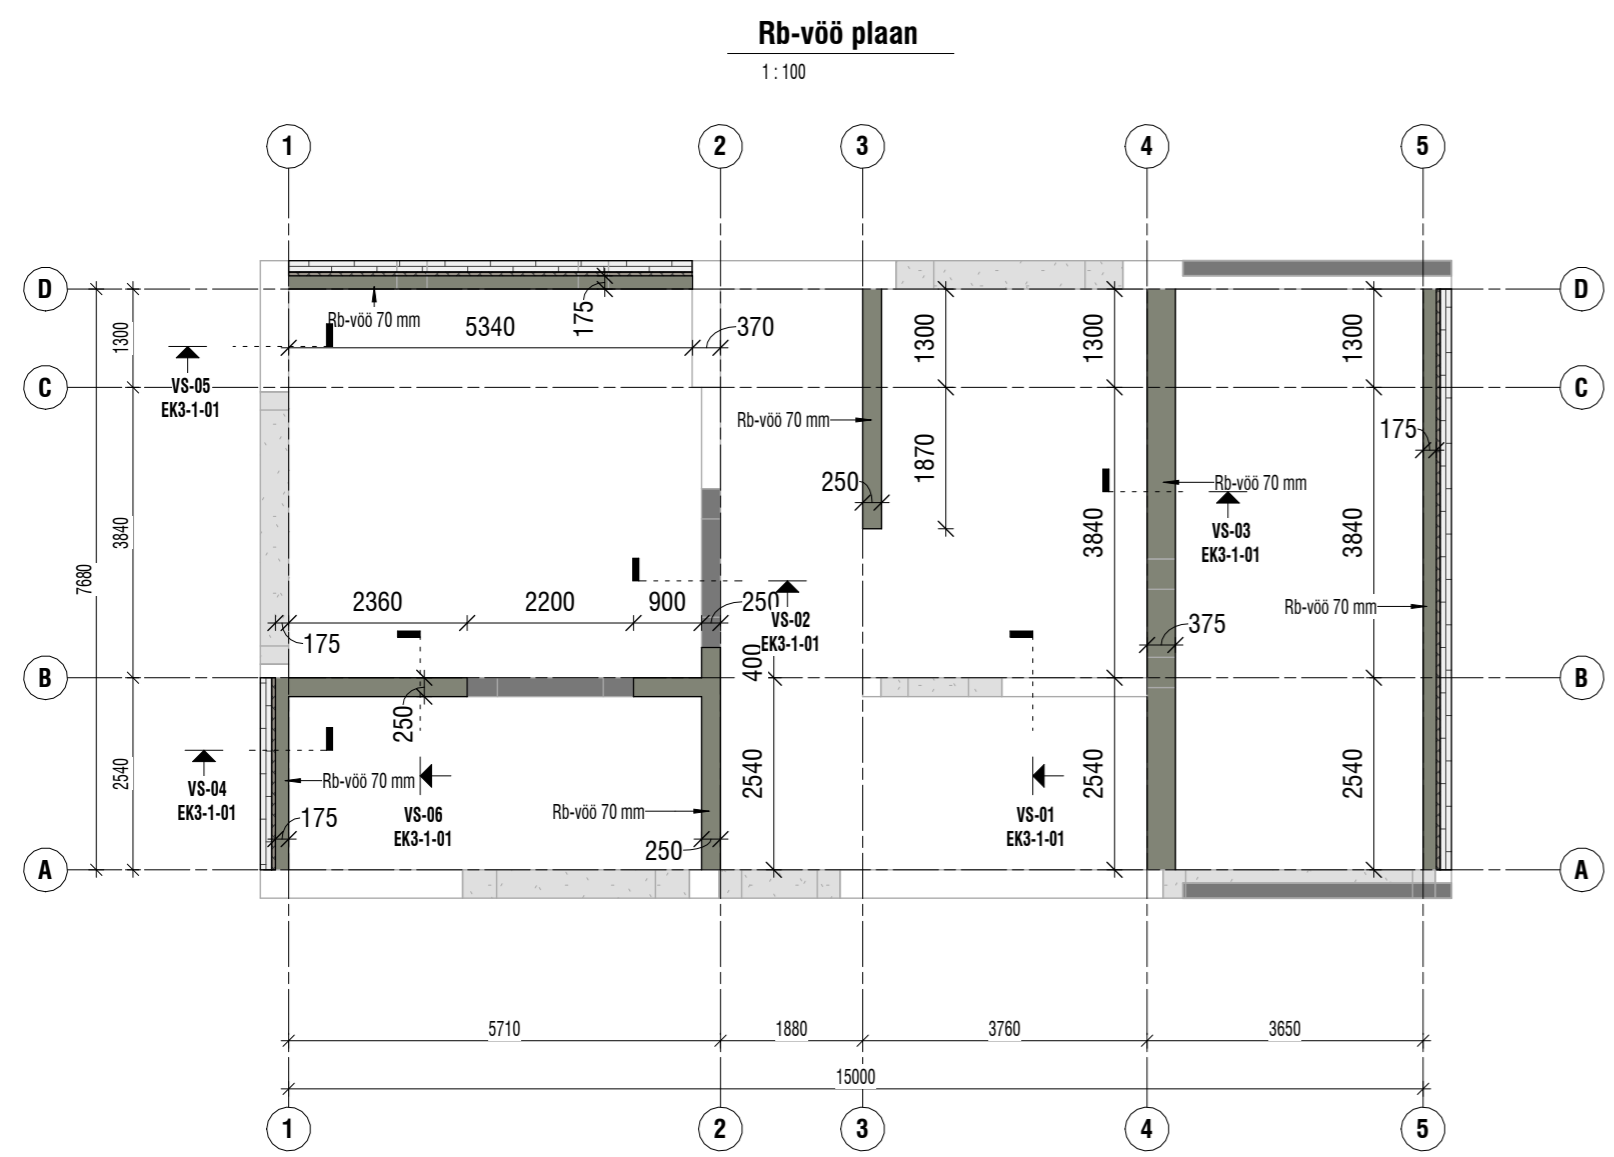 Rb-vöö plaan
1 : 100
1
2
3
4
5
D
D
1300
Rb-vöö 70 mm
5340
175
370
1300
1300
1300
VS-05
EK3-1-01
C
C
Rb-vöö 70 mm
175
1870
250
Rb-vöö 70 mm
3840
7680
3840
3840
VS-03
EK3-1-01
2360
2200
900
250
VS-02
EK3-1-01
Rb-vöö 70 mm
175
375
400
B
B
250
2540
VS-04
EK3-1-01
Rb-vöö 70 mm
2540
2540
2540
175
VS-06
EK3-1-01
Rb-vöö 70 mm
VS-01
EK3-1-01
250
A
A
5710
1880
3760
3650
15000
1
2
3
4
5